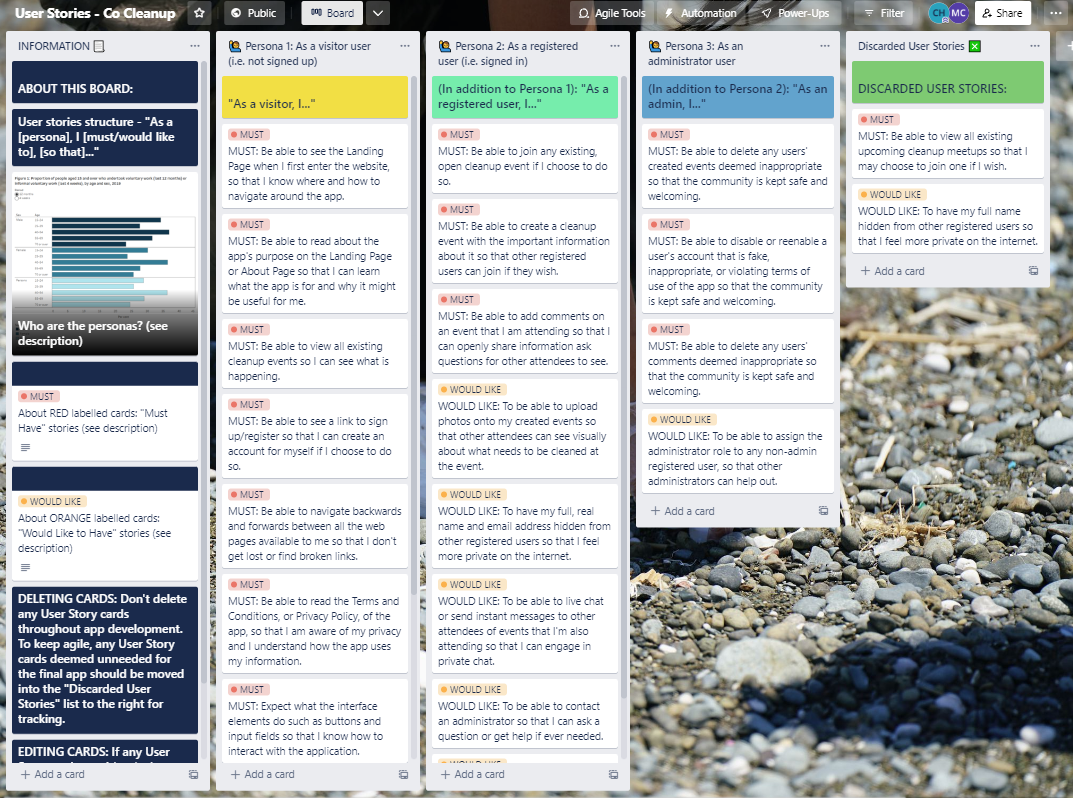 User Stories - Co Cleanup
Public
Board
Agile Tools
Automation
Power-Ups
Filter
CH
MC
Share
INFORMATION
ABOUT THIS BOARD:
User stories structure - "As a
[persona], I [must/would like
to], [so that]..."
Who are the personas? (see
description)
MUST
About RED labelled cards: "Must
Have" stories (see description)
WOULD LIKE
About ORANGE labelled cards:
"Would Like to Have" stories (see
description)
DELETING CARDS: Don't delete
any User Story cards
throughout app development.
To keep agile, any User Story
cards deemed unneeded for
the final app should be moved
into the "Discarded User
Stories" list to the right for
tracking.
EDITING CARDS: If any User
Add a card
Persona 1: As a visitor user
(i.e. not signed up)
"As a visitor, I..."
MUST
MUST: Be able to see the Landing
Page when I first enter the website,
so that I know where and how to
navigate around the app.
MUST
MUST: Be able to read about the
app's purpose on the Landing Page
or About Page so that I can learn
what the app is for and why it might
be useful for me.
MUST
MUST: Be able to view all existing
cleanup events so I can see what is
happening.
MUST
MUST: Be able to see a link to sign
up/register so that I can create an
account for myself if I choose to do
so.
MUST
MUST: Be able to navigate backwards
and forwards between all the web
pages available to me so that I don't
get lost or find broken links.
MUST
MUST: Be able to read the Terms and
Conditions, or Privacy Policy, of the
app, so that I am aware of my privacy
and I understand how the app uses
my information.
MUST
MUST: Expect what the interface
elements do such as buttons and
input fields so that I know how to
interact with the application.
Add a card
Persona 2: As a registered
user (i.e. signed in)
(In addition to Persona 1): "As a
registered user, I..."
MUST
MUST: Be able to join any existing,
open cleanup event if I choose to do
so.
MUST
MUST: Be able to create a cleanup
event with the important information
about it so that other registered
users can join if they wish.
MUST
MUST: Be able to add comments on
an event that I am attending so that I
can openly share information ask
questions for other attendees to see.
WOULD LIKE
WOULD LIKE: To be able to upload
photos onto my created events so
that other attendees can see visually
about what needs to be cleaned at
the event.
WOULD LIKE
WOULD LIKE: To have my full, real
name and email address hidden from
other registered users so that I feel
more private on the internet.
WOULD LIKE
WOULD LIKE: To be able to live chat
or send instant messages to other
attendees of events that I'm also
attending so that I can engage in
private chat.
WOULD LIKE
WOULD LIKE: To be able to contact
an administrator so that I can ask a
question or get help if ever needed.
Add a card
Persona 3: As an
administrator user
(In addition to Persona 2): "As an
admin, I..."
MUST
MUST: Be able to delete any users'
created events deemed inappropriate
so that the community is kept safe and
welcoming.
MUST
MUST: Be able to disable or reenable a
user's account that is fake,
inappropriate, or violating terms of
use of the app so that the community
is kept safe and welcoming.
MUST
MUST: Be able to delete any users'
comments deemed inappropriate so
that the community is kept safe and
welcoming.
WOULD LIKE
WOULD LIKE: To be able to assign the
administrator role to any non-admin
registered user, so that other
administrators can help out.
Add a card
Discarded User Stories
DISCARDED USER STORIES:
MUST
MUST: Be able to view all existing
upcoming cleanup meetups so that I
may choose to join one if I wish.
WOULD LIKE
WOULD LIKE: To have my full name
hidden from other registered users so
that I feel more private on the internet.
Add a card